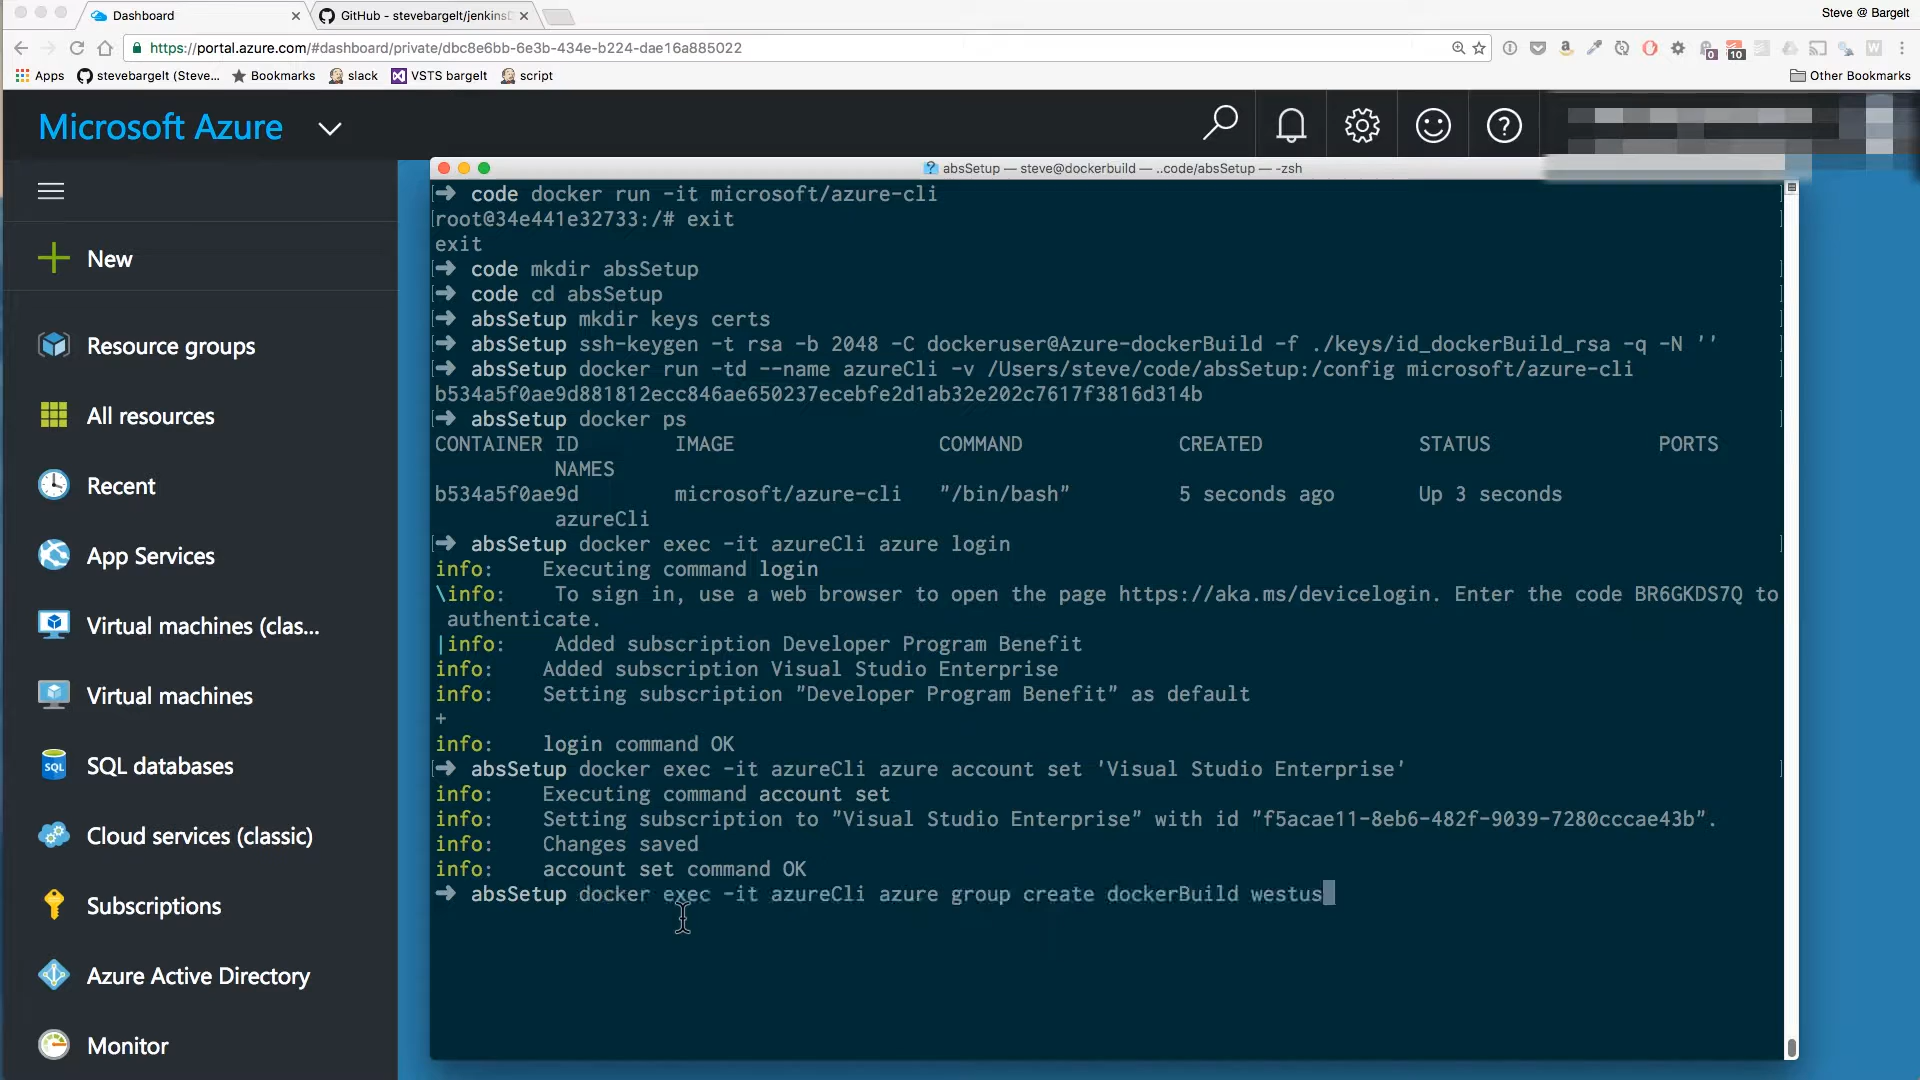 Dashboard
GitHub - stevebargelt/jenkins
Steve @ Bargelt
https://portal.azure.com/#dashboard/private/dbc8e6bb-6e3b-434e-b224-dae16a885022
0
10
Apps
stevebargelt (Steve...
Bookmarks
slack
VSTS bargelt
script
Other Bookmarks
Microsoft Azure
absSetup — steve@dockerbuild — ..code/absSetup — -zsh
New
Resource groups
All resources
Recent
App Services
Virtual machines (clas...
Virtual machines
SQL
SQL databases
Cloud services (classic)
Subscriptions
Azure Active Directory
Monitor
[➜ code docker run -it microsoft/azure-cli ]
[root@34e441e32733:/# exit ]
exit
[➜ code mkdir absSetup ]
[➜ code cd absSetup ]
[➜ absSetup mkdir keys certs ]
[➜ absSetup ssh-keygen -t rsa -b 2048 -C dockeruser@Azure-dockerBuild -f ./keys/id_dockerBuild_rsa -q -N '' ]
[➜ absSetup docker run -td --name azureCli -v /Users/steve/code/absSetup:/config microsoft/azure-cli ]
b534a5f0ae9d881812ecc846ae650237ecebfe2d1ab32e202c7617f3816d314b
[➜ absSetup docker ps ]
CONTAINER ID IMAGE COMMAND CREATED STATUS PORTS
NAMES
b534a5f0ae9d microsoft/azure-cli "/bin/bash" 5 seconds ago Up 3 seconds
azureCli
[➜ absSetup docker exec -it azureCli azure login ]
info: Executing command login
\info: To sign in, use a web browser to open the page https://aka.ms/devicelogin. Enter the code BR6GKDS7Q to
authenticate.
|info: Added subscription Developer Program Benefit
info: Added subscription Visual Studio Enterprise
info: Setting subscription "Developer Program Benefit" as default
+
info: login command OK
[➜ absSetup docker exec -it azureCli azure account set 'Visual Studio Enterprise' ]
info: Executing command account set
info: Setting subscription to "Visual Studio Enterprise" with id "f5acae11-8eb6-482f-9039-7280cccae43b".
info: Changes saved
info: account set command OK
➜ absSetup docker exec -it azureCli azure group create dockerBuild westus